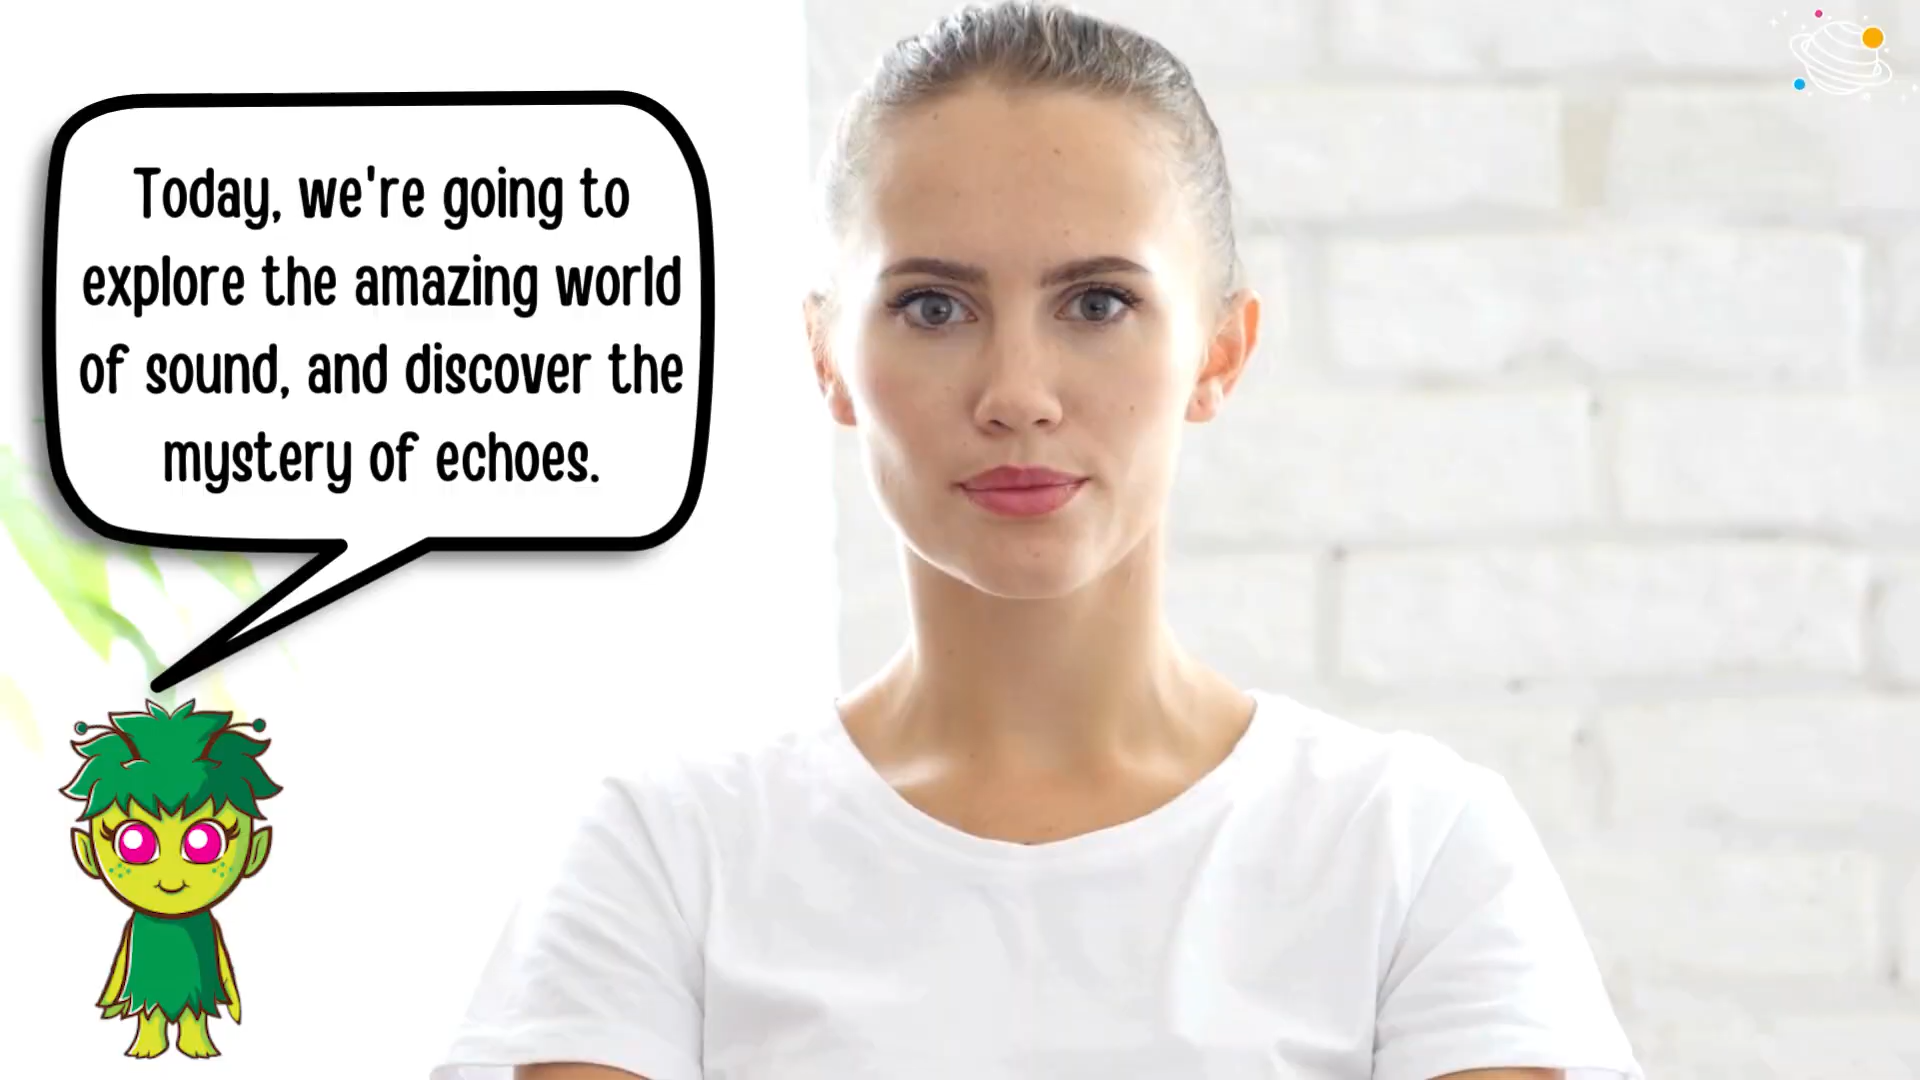 Today, we're going to
explore the amazing world
of sound, and discover the
mystery of echoes.